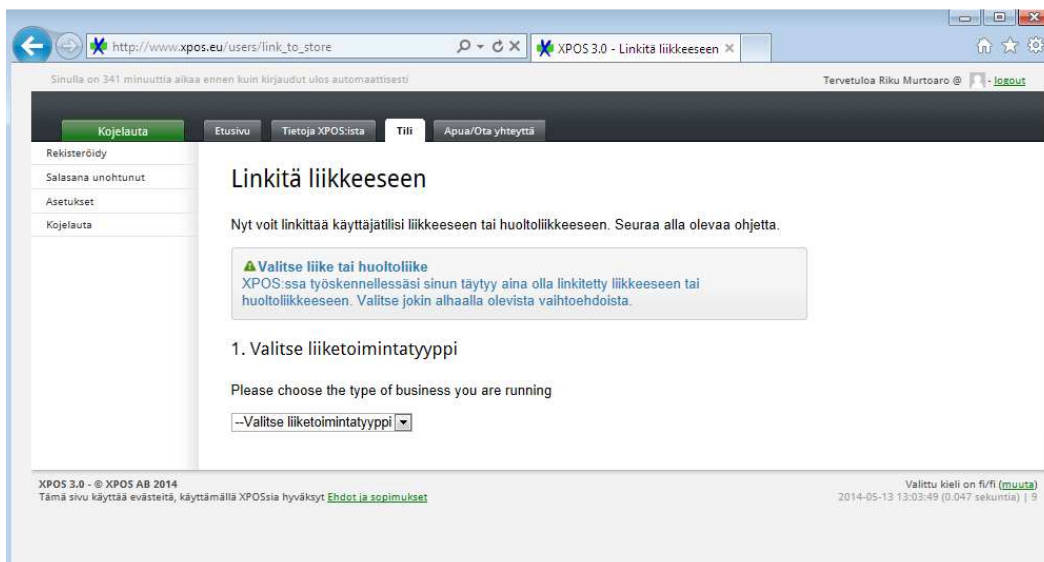 http://www.xpos.eu/users/link_to_store
XPOS 3.0 - Linkitä liikkeeseen
Sinulla on 341 minuuttia aikaa ennen kuin kirjaudut ulos automaattisesti
Tervetuloa Riku Murtoaro @ - logout
Kojelauta
Etusivu
Tietoja XPOS:ista
Tili
Apua/Ota yhteyttä
Rekisteröidy
Salasana unohtunut
Asetukset
Kojelauta
Linkitä liikkeeseen
Nyt voit linkittää käyttäjätilisi liikkeeseen tai huoltoliikkeeseen. Seuraa alla olevaa ohjetta.
Valitse liike tai huoltoliike
XPOS:ssa työskennellessäsi sinun täytyy aina olla linkitetty liikkeeseen tai
huoltoliikkeeseen. Valitse jokin alhaalla olevista vaihtoehdoista.
1. Valitse liiketoimintatyyppi
Please choose the type of business you are running
--Valitse liiketoimintatyyppi
XPOS 3.0 - © XPOS AB 2014
Tämä sivu käyttää evästeitä, käyttämällä XPOSsia hyväksyt Ehdot ja sopimukset
Valittu kieli on fi/fi (muuta)
2014-05-13 13:03:49 (0.047 sekuntia) | 9